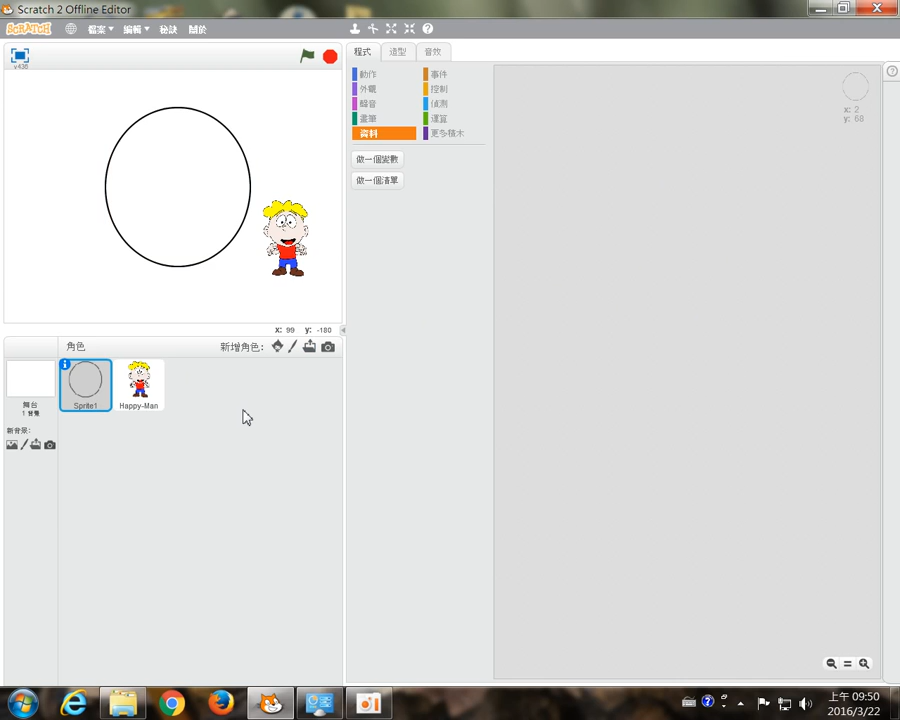 Scratch 2 Offline Editor
SCRATCH
檔案
編輯
秘訣
關於
v438
程式
造型
音效
動作
事件
外觀
控制
聲音
偵測
畫筆
運算
資料
更多積木
做一個變數
做一個清單
x: 2
y: 68
x: 99 y: -180
角色
新增角色:
舞台
1 背景
新背景:
Sprite1
Happy-Man
上午 09:50
2016/3/22